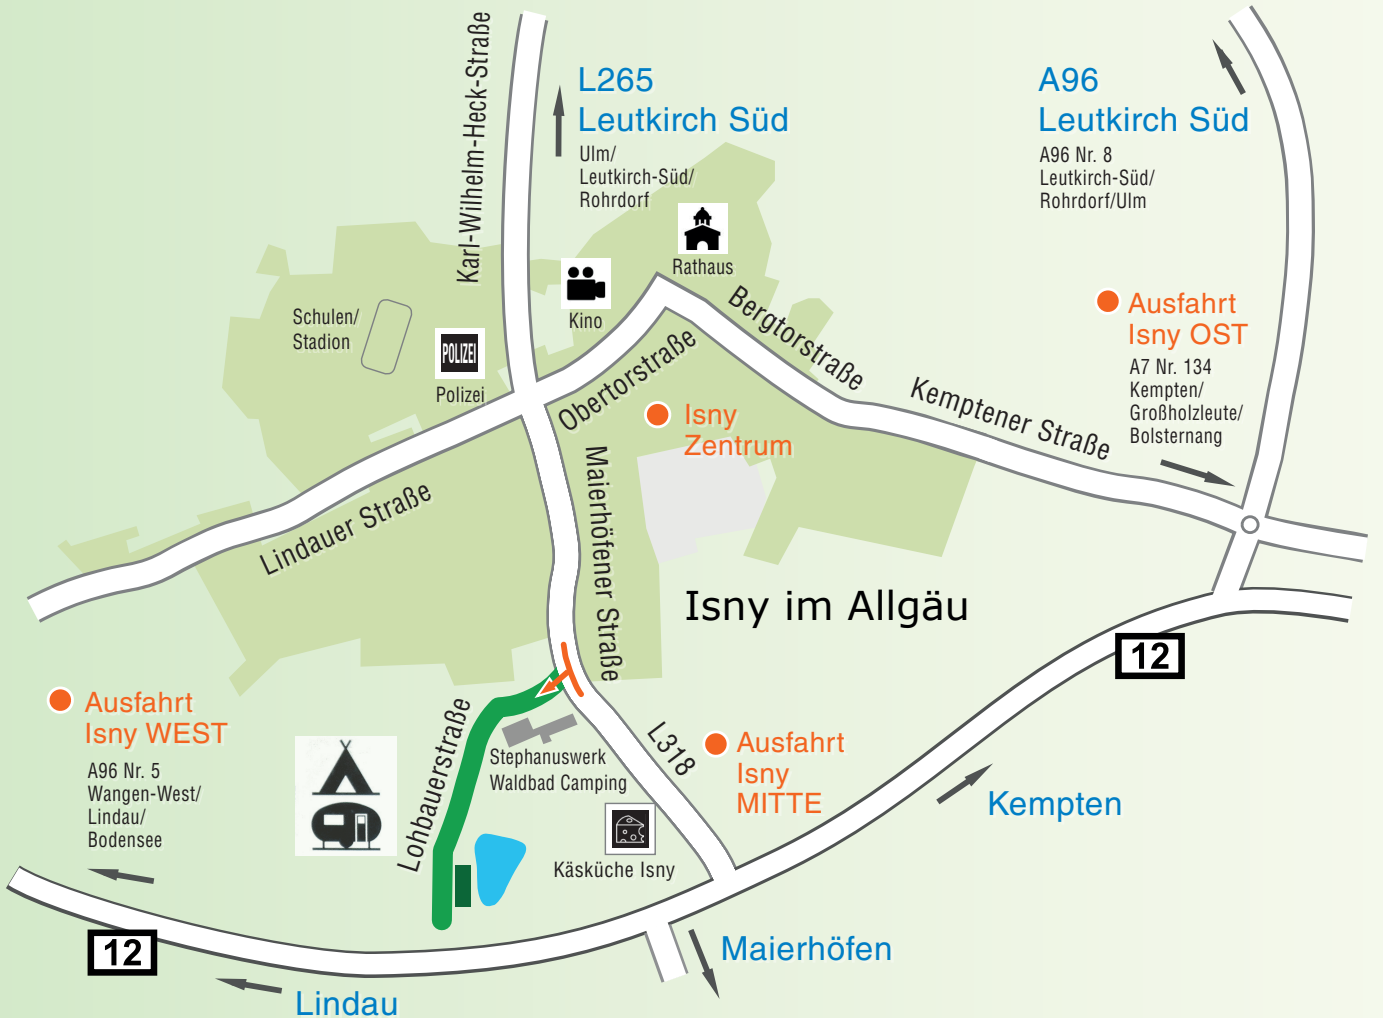 Karl-Wilhelm-Heck-Straße
L265
Leutkirch Süd
Ulm/
Leutkirch-Süd/
Rohrdorf
A96
Leutkirch Süd
A96 Nr. 8
Leutkirch-Süd/
Rohrdorf/Ulm
Rathaus
Kino
Schulen/
Stadion
POLIZEI
Polizei
Bergtorstraße
Obertorstraße
Ausfahrt
Isny OST
A7 Nr. 134
Kempten/
Großholzleute/
Bolsternang
Isny
Zentrum
Kemptener Straße
Lindauer Straße
Maierhöfener Straße
Isny im Allgäu
12
Ausfahrt
Isny WEST
A96 Nr. 5
Wangen-West/
Lindau/
Bodensee
Lohbauerstraße
Stephanuswerk
Waldbad Camping
L318
Ausfahrt
Isny
MITTE
Kempten
Käsküche Isny
12
Maierhöfen
Lindau